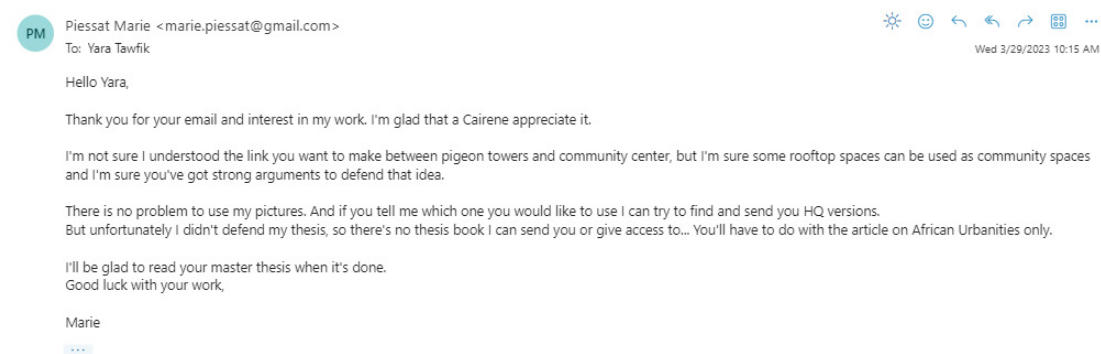 PM
Piessat Marie <marie.piessat@gmail.com>
To: Yara Tawfik
Wed 3/29/2023 10:15 AM
Hello Yara,
Thank you for your email and interest in my work. I'm glad that a Cairene appreciate it.
I'm not sure I understood the link you want to make between pigeon towers and community center, but I'm sure some rooftop spaces can be used as community spaces
and I'm sure you've got strong arguments to defend that idea.
There is no problem to use my pictures. And if you tell me which one you would like to use I can try to find and send you HQ versions.
But unfortunately I didn't defend my thesis, so there's no thesis book I can send you or give access to... You'll have to do with the article on African Urbanities only.
I'll be glad to read your master thesis when it's done.
Good luck with your work,
Marie